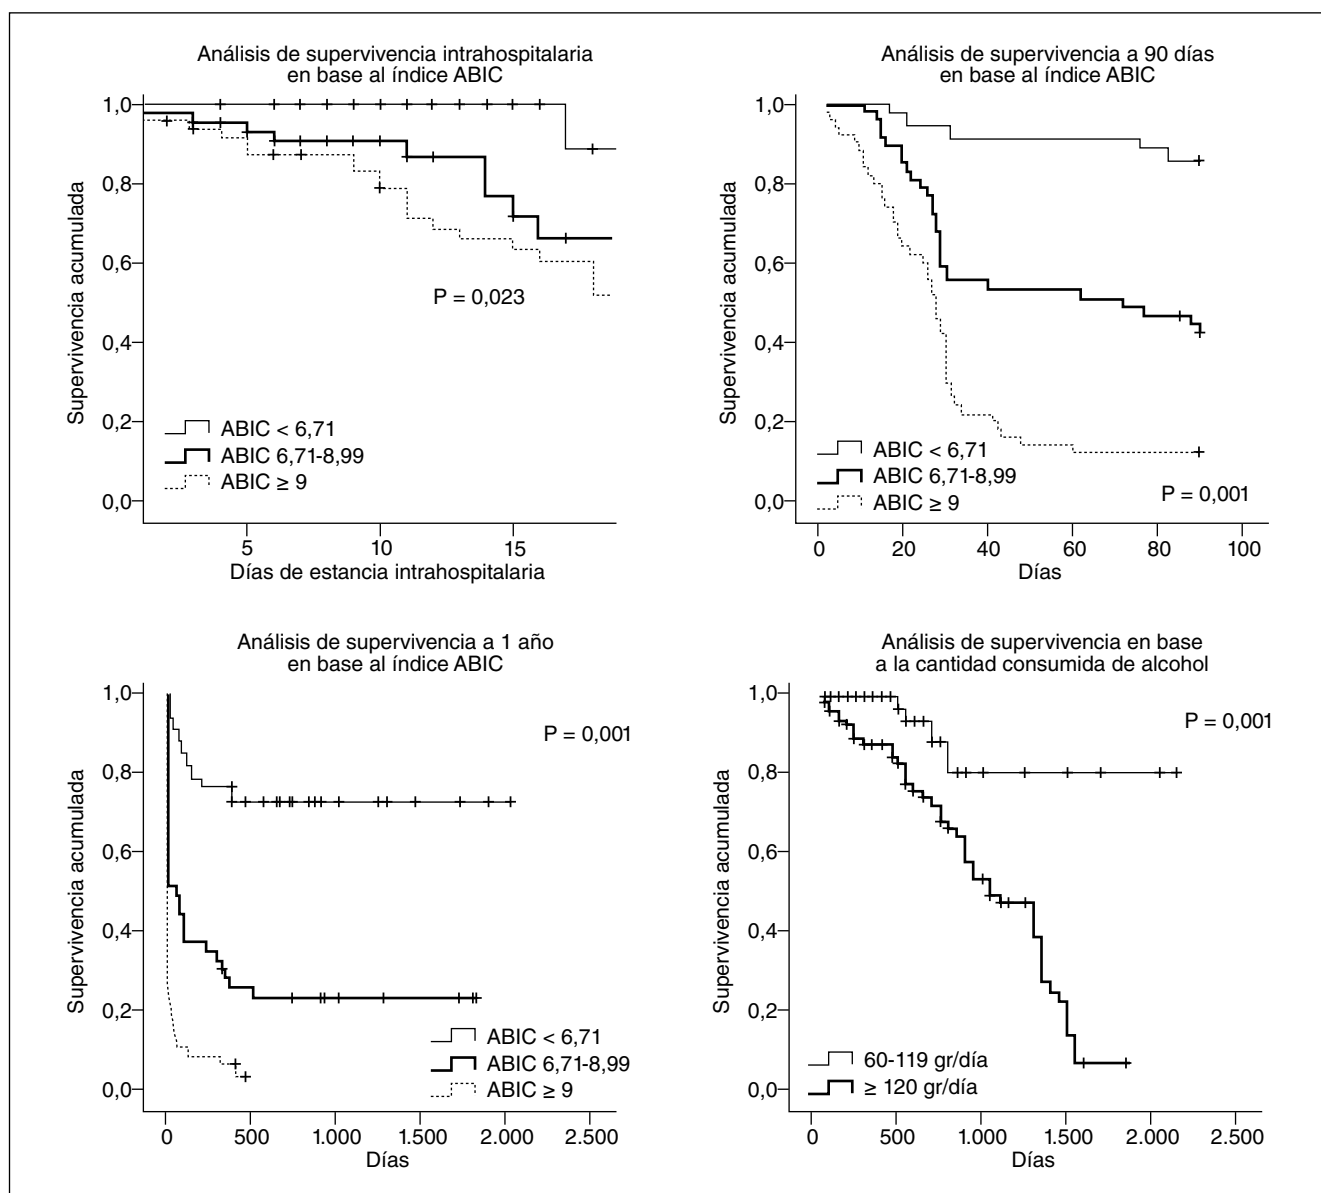 Análisis de supervivencia intrahospitalaria
en base al índice ABIC
Supervivencia acumulada
1,0
0,8
0,6
0,4
0,2
0,0
P = 0,023
ABIC < 6,71
ABIC 6,71-8,99
ABIC ≥ 9
5 10 15
Días de estancia intrahospitalaria
Análisis de supervivencia a 90 días
en base al índice ABIC
Supervivencia acumulada
1,0
0,8
0,6
0,4
0,2
0,0
ABIC < 6,71
ABIC 6,71-8,99
ABIC ≥ 9
P = 0,001
0 20 40 60 80 100
Días
Análisis de supervivencia a 1 año
en base al índice ABIC
Supervivencia acumulada
1,0
0,8
0,6
0,4
0,2
0,0
P = 0,001
ABIC < 6,71
ABIC 6,71-8,99
ABIC ≥ 9
0 500 1.000 1.500 2.000 2.500
Días
Análisis de supervivencia en base
a la cantidad consumida de alcohol
Supervivencia acumulada
1,0
0,8
0,6
0,4
0,2
0,0
P = 0,001
60-119 gr/día
≥ 120 gr/día
0 500 1.000 1.500 2.000 2.500
Días